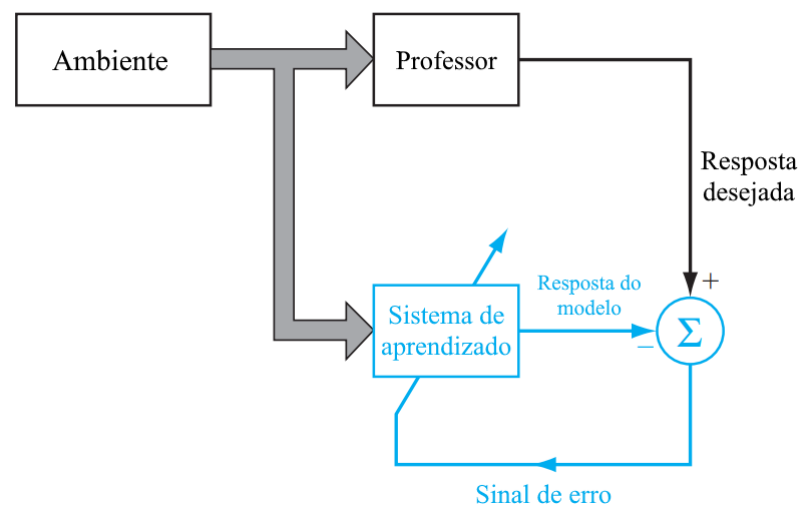 Ambiente
Professor
Resposta
desejada
+
Resposta do
modelo
Sistema de
aprendizado
−
Σ
Sinal de erro